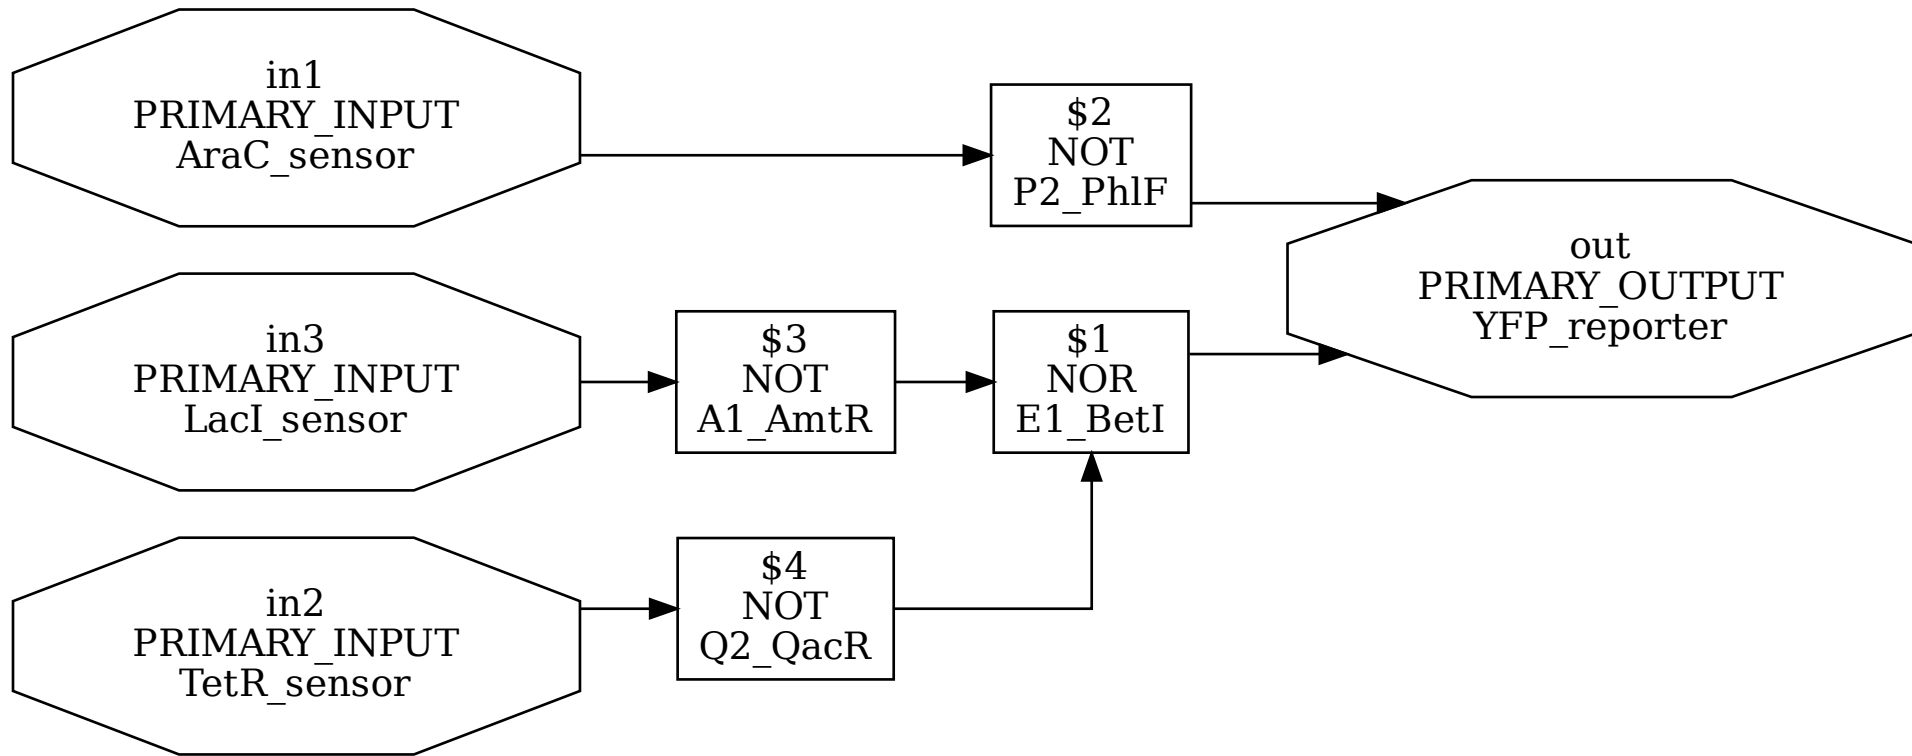 in1
PRIMARY_INPUT
AraC_sensor
$2
NOT
P2_PhlF
out
PRIMARY_OUTPUT
YFP_reporter
in3
PRIMARY_INPUT
LacI_sensor
$3
NOT
A1_AmtR
$1
NOR
E1_BetI
in2
PRIMARY_INPUT
TetR_sensor
$4
NOT
Q2_QacR